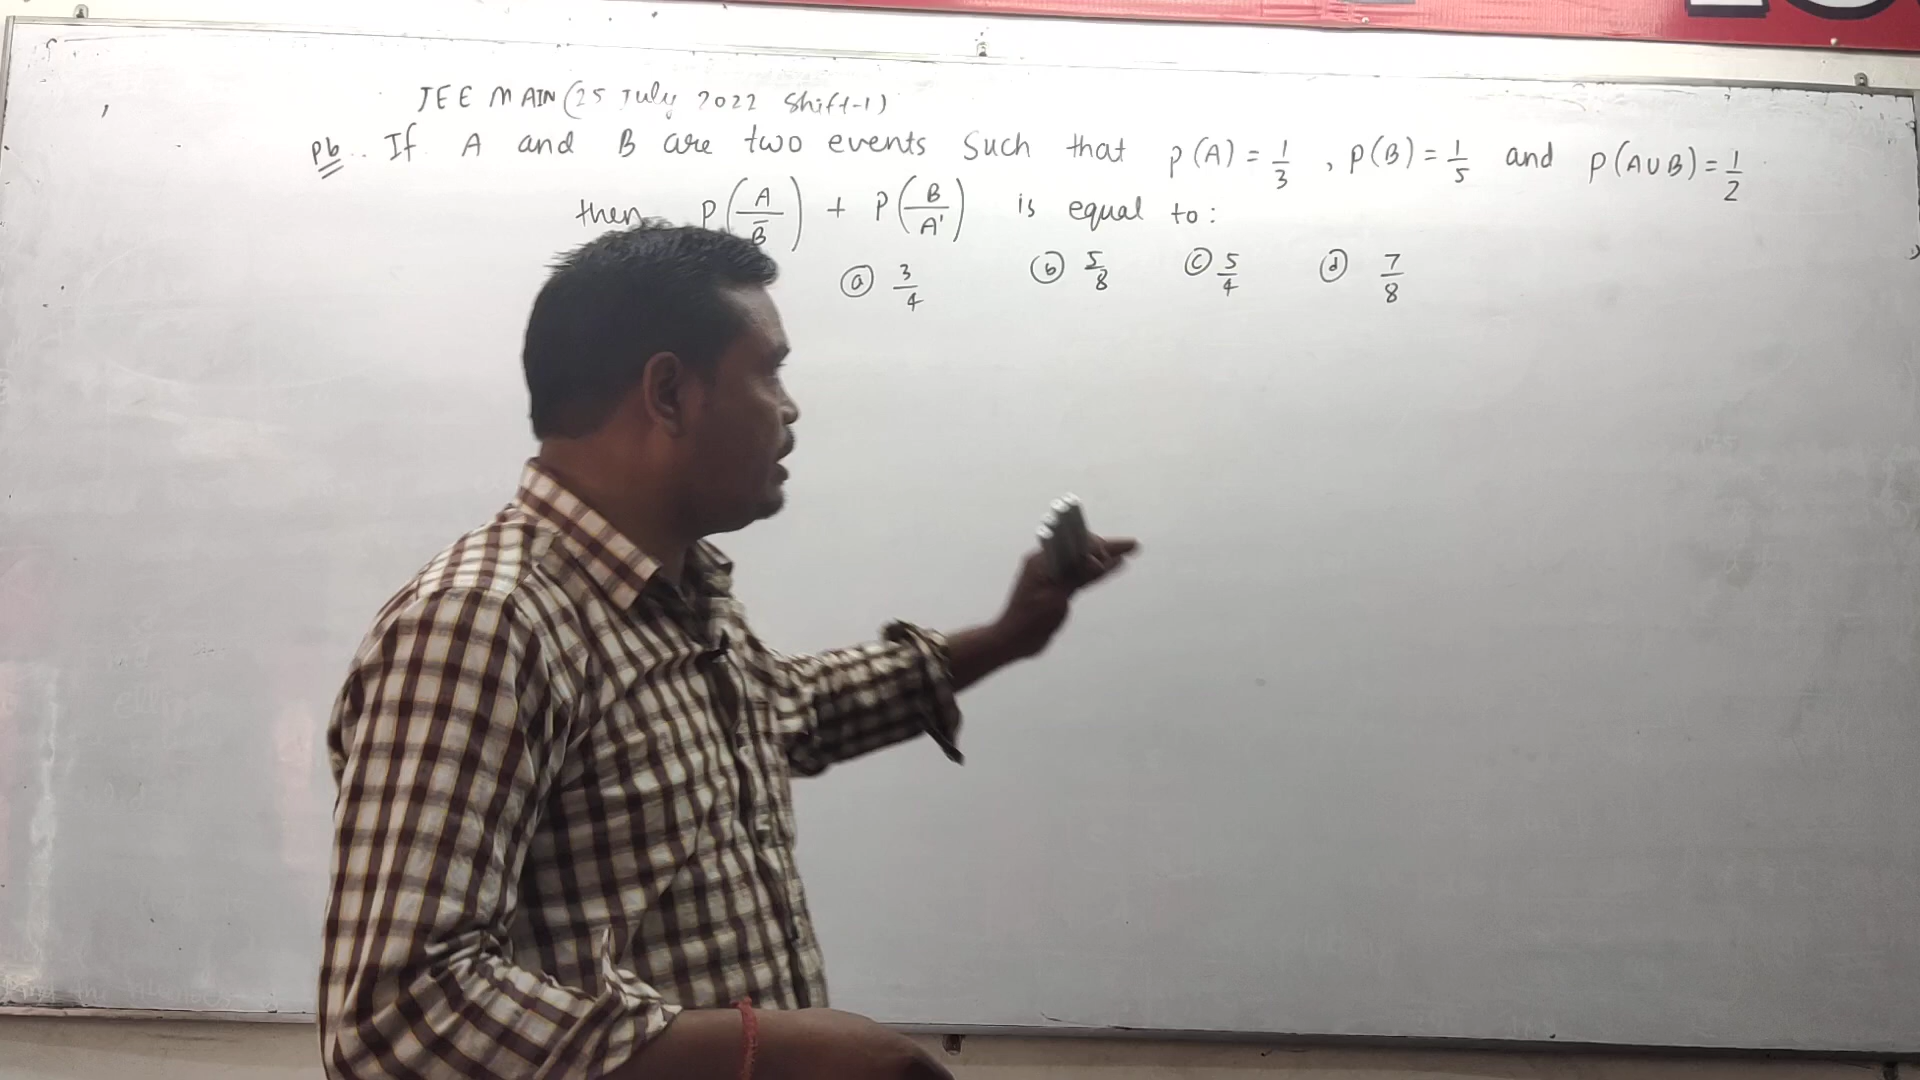 JEE MAIN (25 July 2022 Shift-1)
Pb.. If A and B are two events Such that P(A) = 1/3 , P(B) = 1/5 and P(A∪B) = 1/2
then P(A/B̅) + P(B/A') is equal to :
ⓐ 3/4 ⓑ 5/8 ⓒ 5/4 ⓓ 7/8